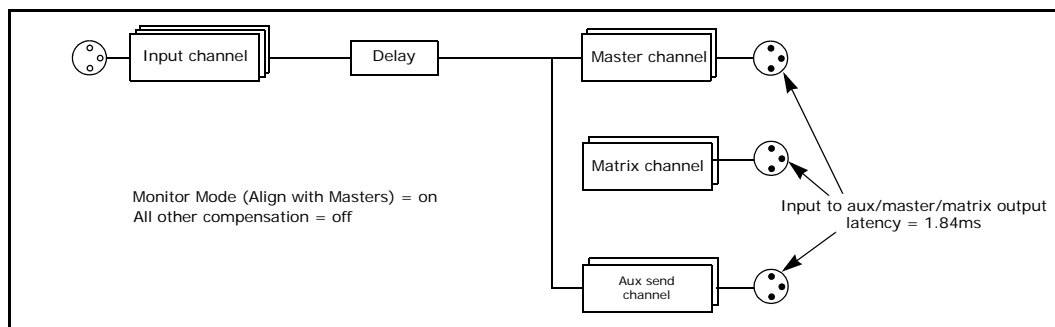 Input channel
Delay
Master channel
Matrix channel
Monitor Mode (Align with Masters) = on
All other compensation = off
Input to aux/master/matrix output
latency = 1.84ms
Aux send
channel